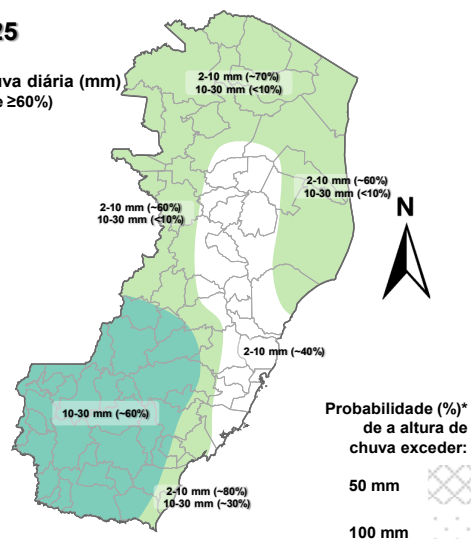 25
uva diária (mm)
e ≥60%)
2-10 mm (~70%)
10-30 mm (<10%)
2-10 mm (~60%)
10-30 mm (<10%)
2-10 mm (~60%)
10-30 mm (<10%)
N
2-10 mm (~40%)
10-30 mm (~60%)
Probabilidade (%)*
de a altura de
chuva exceder:
50 mm
2-10 mm (~80%)
10-30 mm (~30%)
100 mm